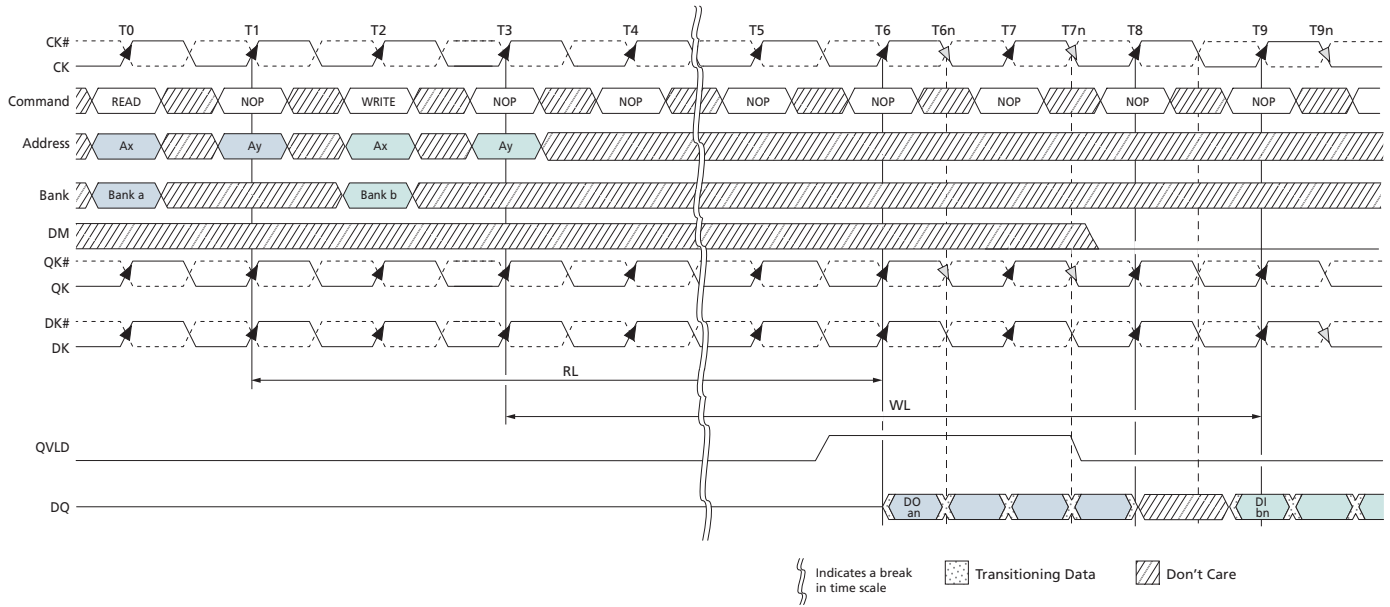 T0 T1 T2 T3 T4 T5 T6 T6n T7 T7n T8 T9 T9n
CK#
CK
Command READ NOP WRITE NOP NOP NOP NOP NOP NOP NOP
Address Ax Ay Ax Ay
Bank Bank a Bank b
DM
QK#
QK
DK#
DK
RL
WL
QVLD
DQ DO an DI bn
Indicates a break
in time scale
Transitioning Data
Don't Care